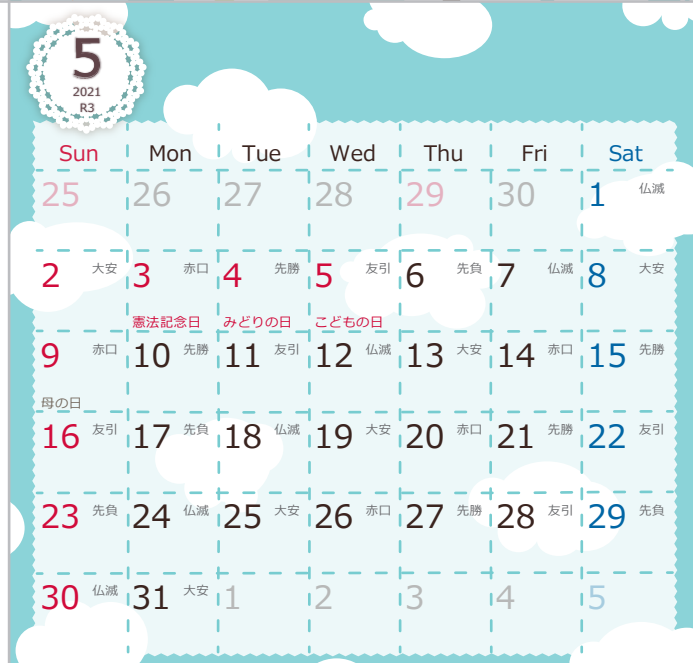 5
2021
R3
Sun Mon Tue Wed Thu Fri Sat
25 26 27 28 29 30 1 仏滅
2 大安 3 赤口 4 先勝 5 友引 6 先負 7 仏滅 8 大安
憲法記念日 みどりの日 こどもの日
9 赤口 10 先勝 11 友引 12 仏滅 13 大安 14 赤口 15 先勝
母の日
16 友引 17 先負 18 仏滅 19 大安 20 赤口 21 先勝 22 友引
23 先負 24 仏滅 25 大安 26 赤口 27 先勝 28 友引 29 先負
30 仏滅 31 大安 1 2 3 4 5